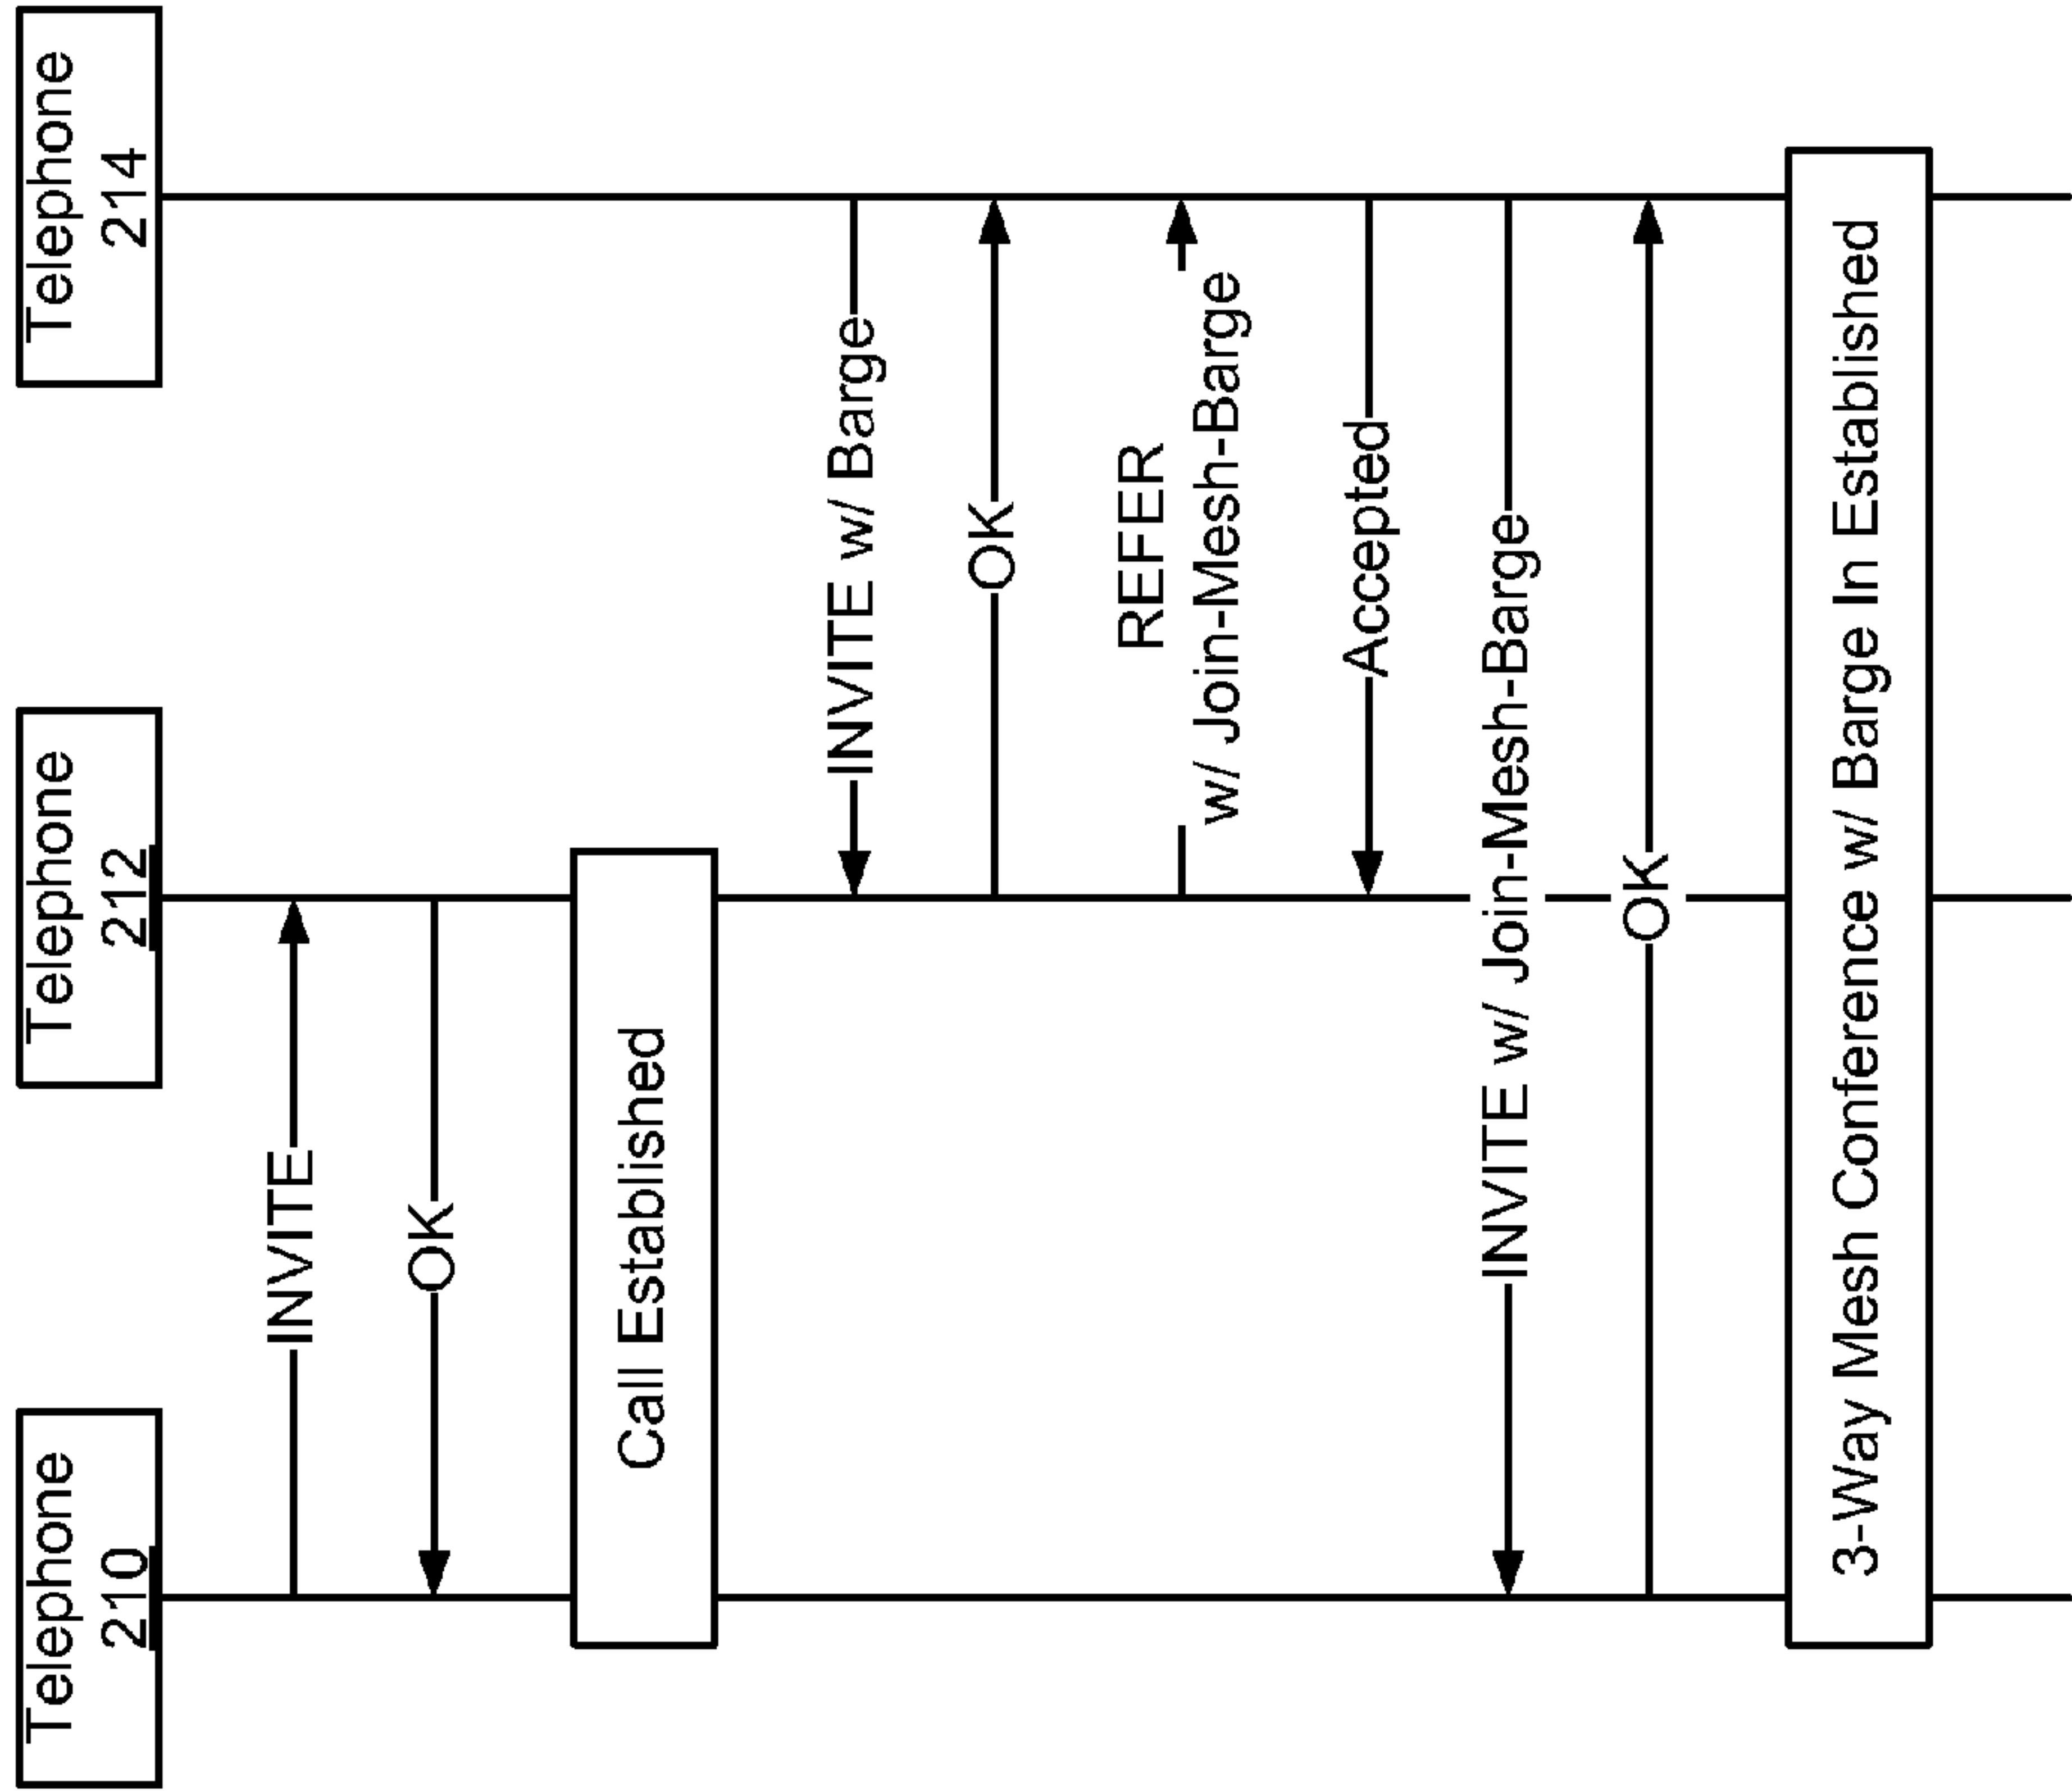 Telephone
210
Telephone
212
Telephone
214
INVITE
OK
Call Established
INVITE w/ Barge
OK
REFER
w/ Join-Mesh-Barge
Accepted
INVITE w/ Join-Mesh-Barge
OK
3-Way Mesh Conference w/ Barge In Established